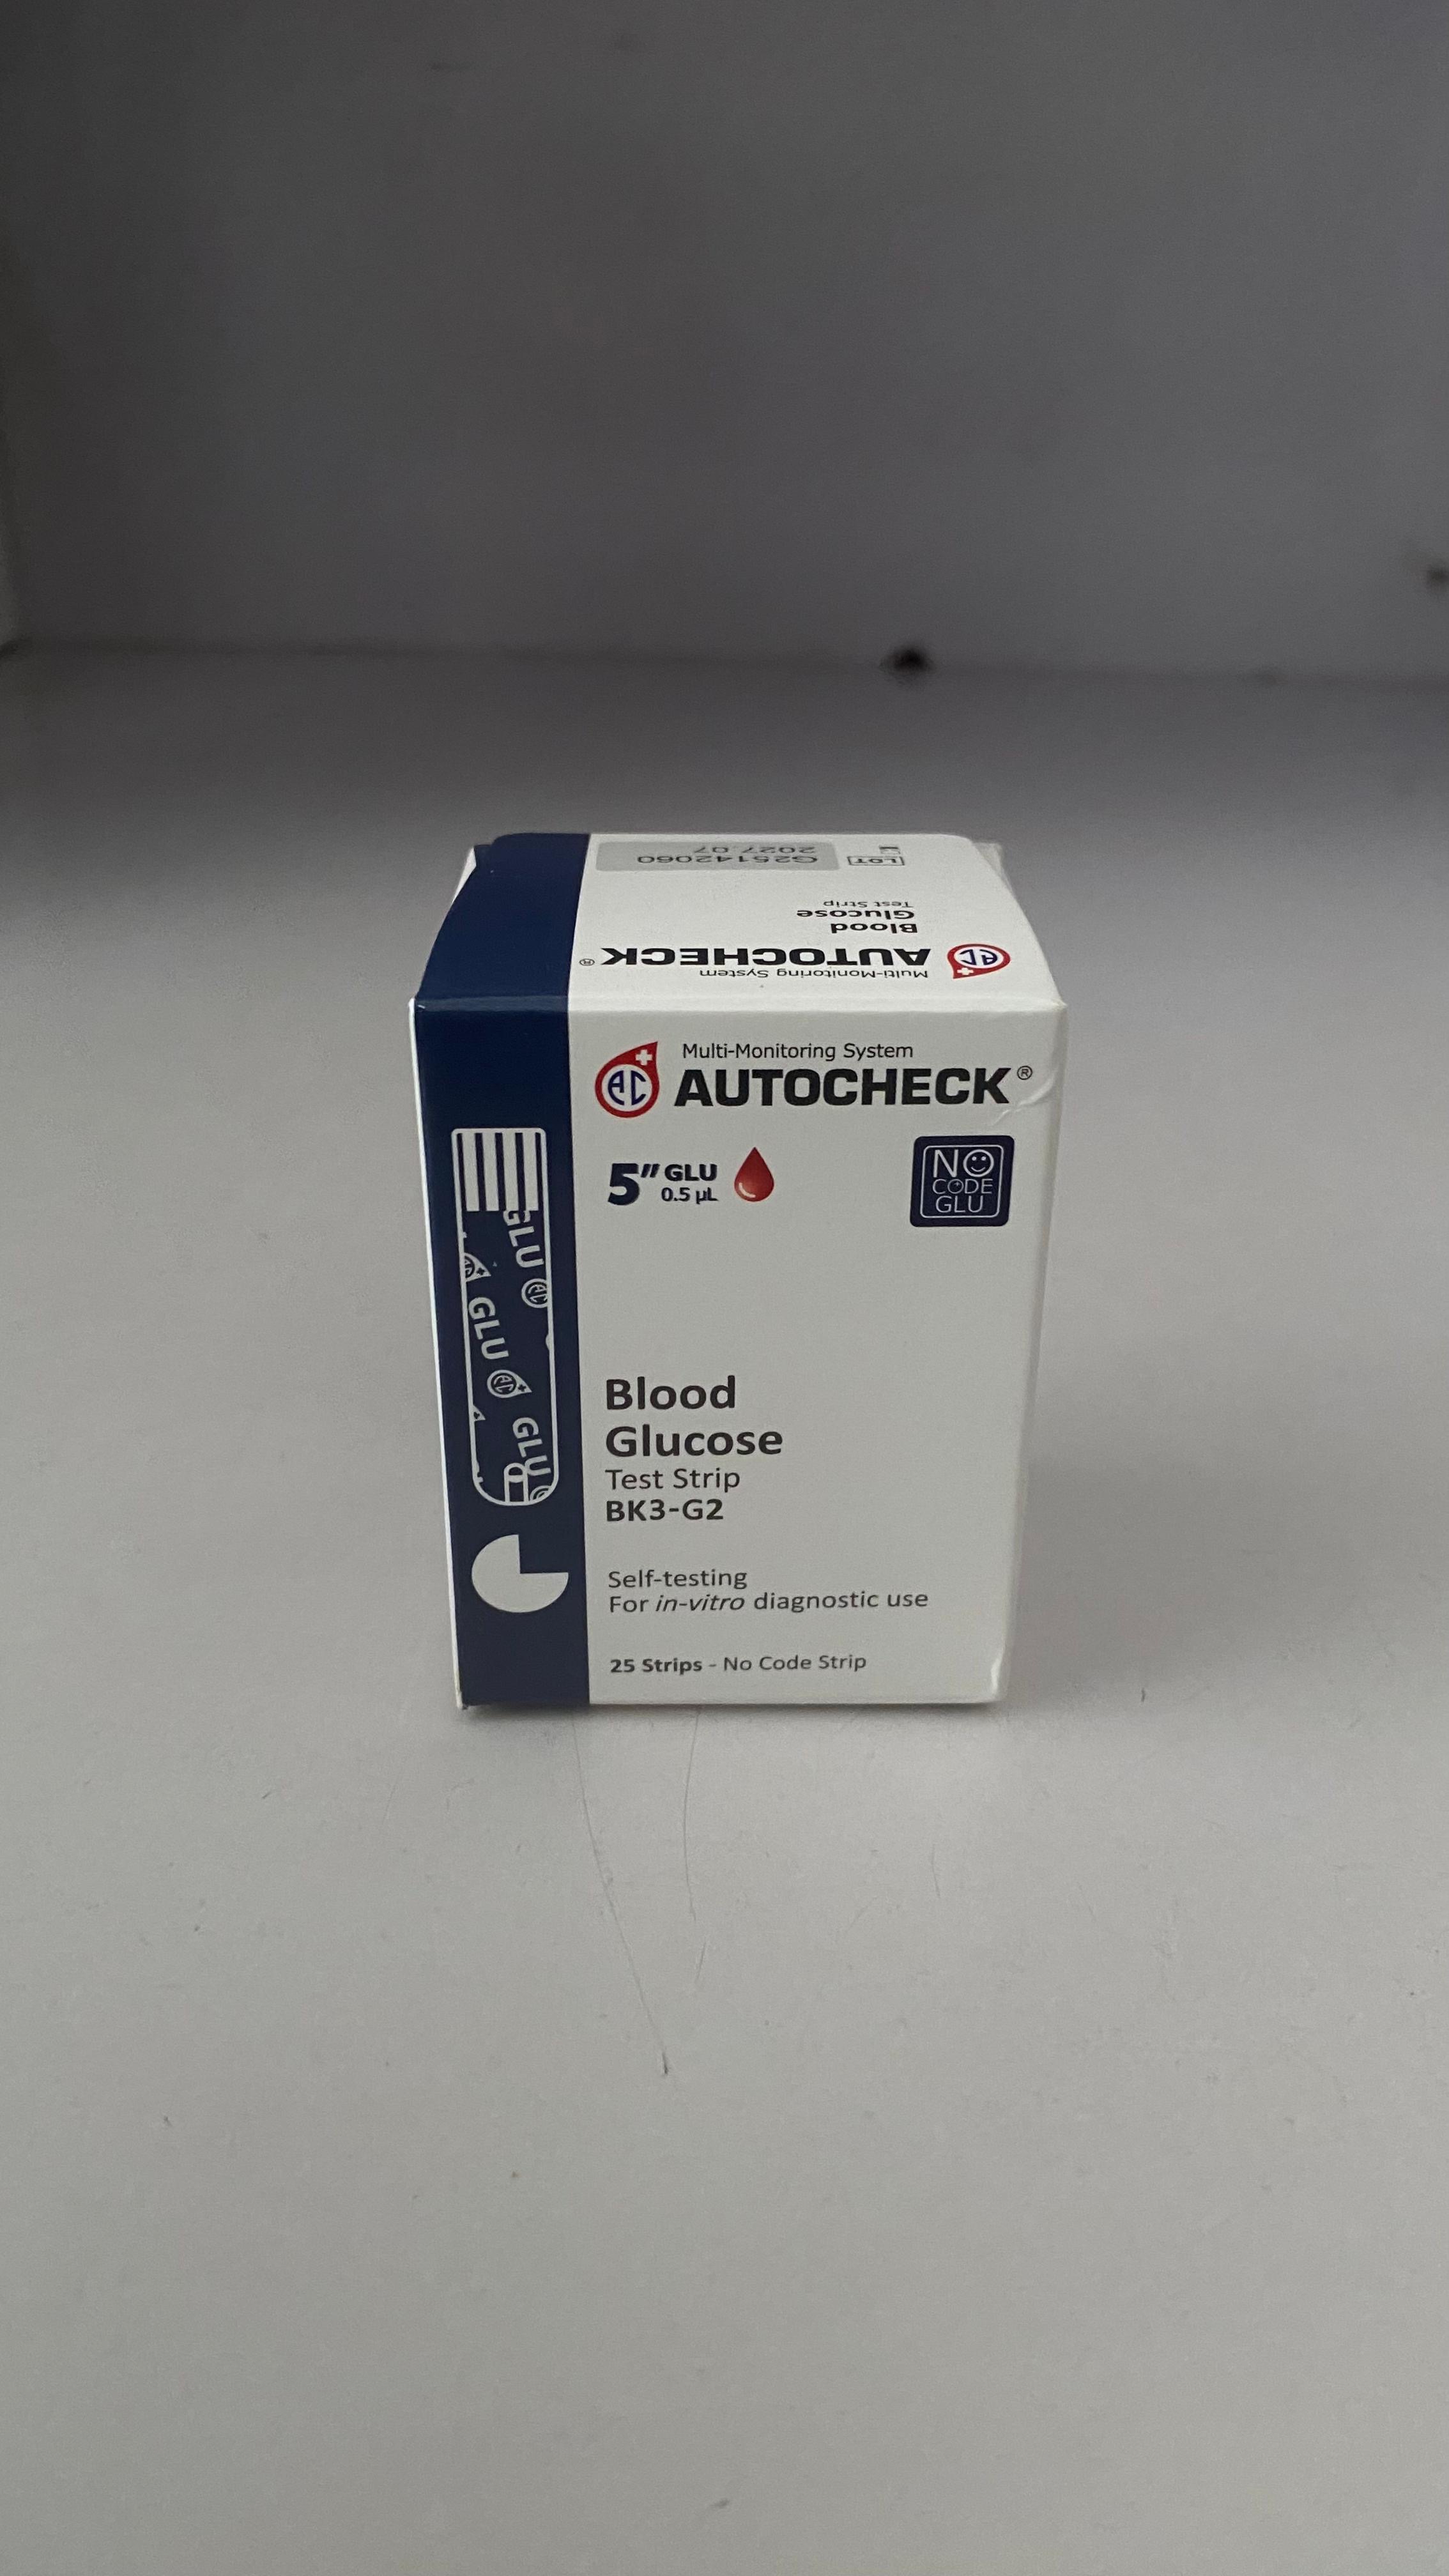 G25142060
LOT
2027.07
Blood
Glucose
Test Strip
Multi-Monitoring System
AUTOCHECK®
AC
Multi-Monitoring System
AC
AUTOCHECK®
5″ GLU
0.5 µL
NO
CODE
GLU
GLU
GLU
GLU
Blood
Glucose
Test Strip
BK3-G2
Self-testing
For in-vitro diagnostic use
25 Strips - No Code Strip